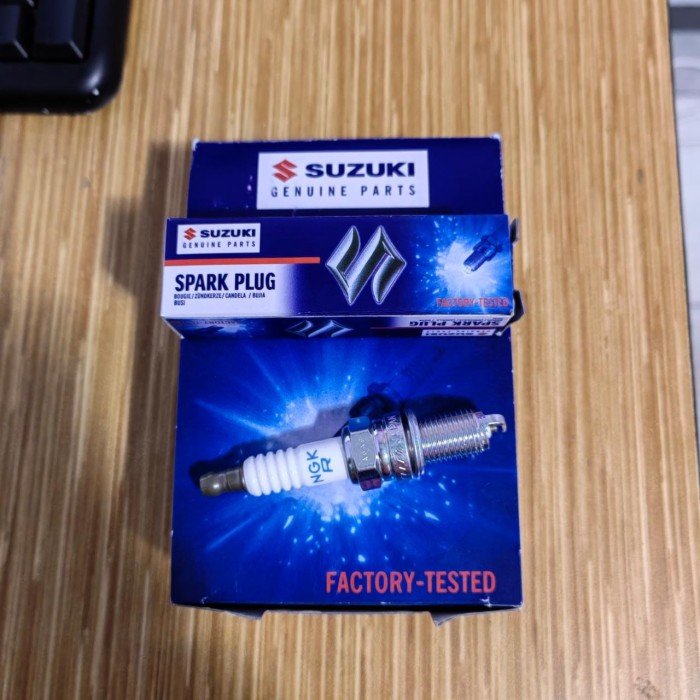 SUZUKI
GENUINE PARTS
SUZUKI
GENUINE PARTS
SPARK PLUG
BOUGIE / ZÜNDKERZE / CANDELA / BUJIA
BUSI
FACTORY-TESTED
SPARK PLUG
NGK
R
FACTORY-TESTED